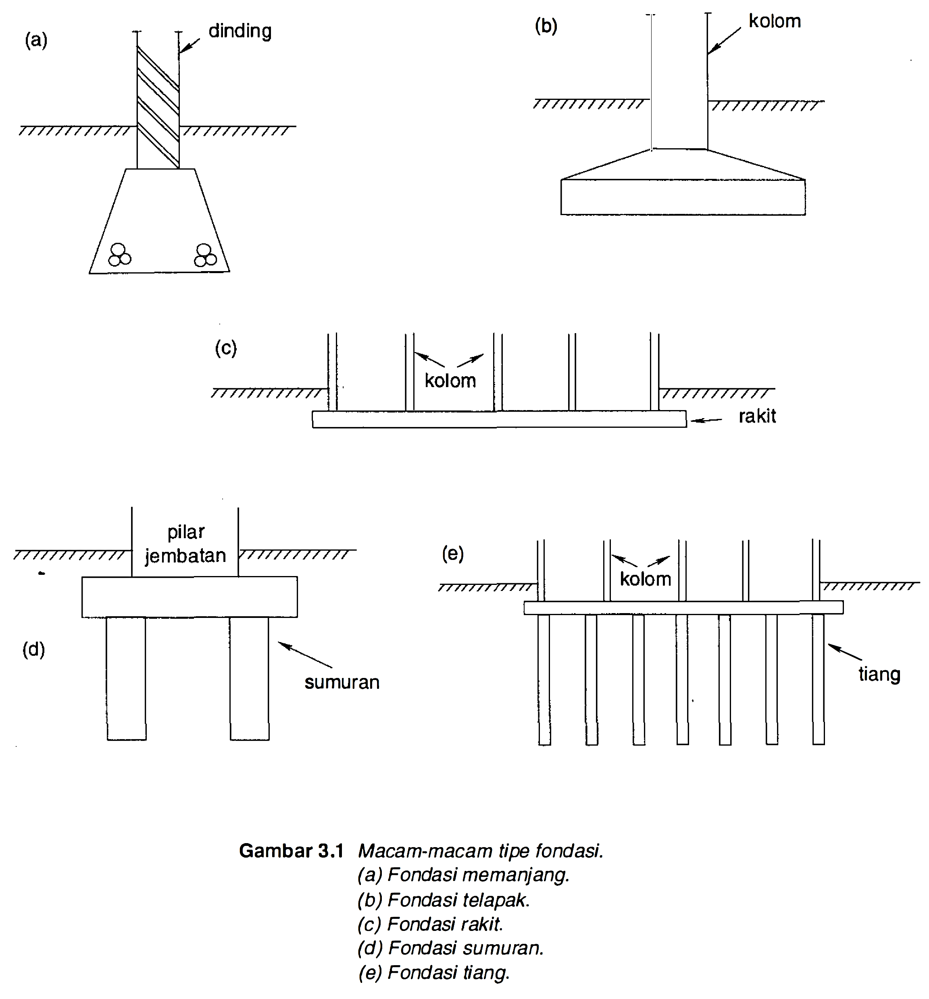 (a)
dinding
(b)
kolom
(c)
kolom
rakit
pilar
jembatan
(d)
sumuran
(e)
kolom
tiang
Gambar 3.1 Macam-macam tipe fondasi.
(a) Fondasi memanjang.
(b) Fondasi telapak.
(c) Fondasi rakit.
(d) Fondasi sumuran.
(e) Fondasi tiang.